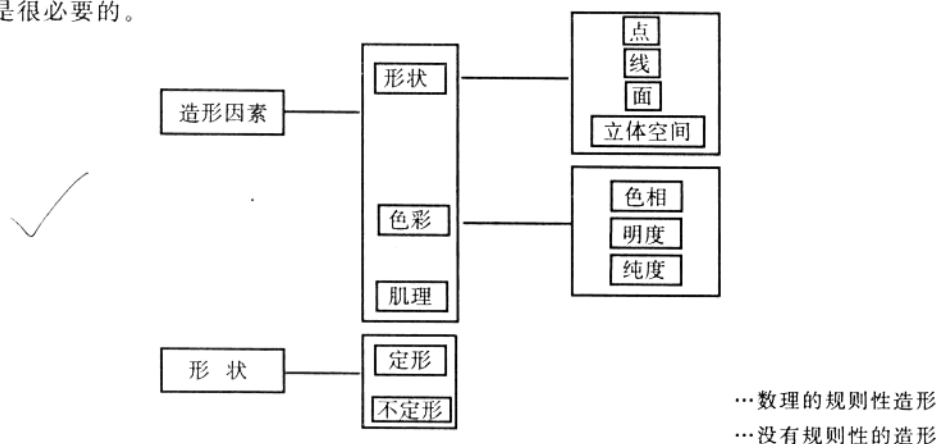 是很必要的。
造形因素
形状
色彩
肌理
点
线
面
立体空间
色相
明度
纯度
形 状
定形
不定形
…数理的规则性造形
…没有规则性的造形